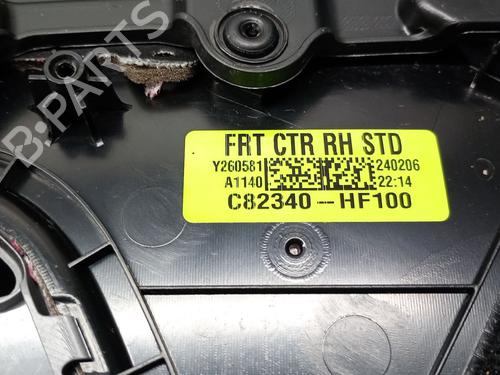 FRT CTR RH STD
Y260581 240206
A1140 22:14
C82340-HF100
B-PARTS